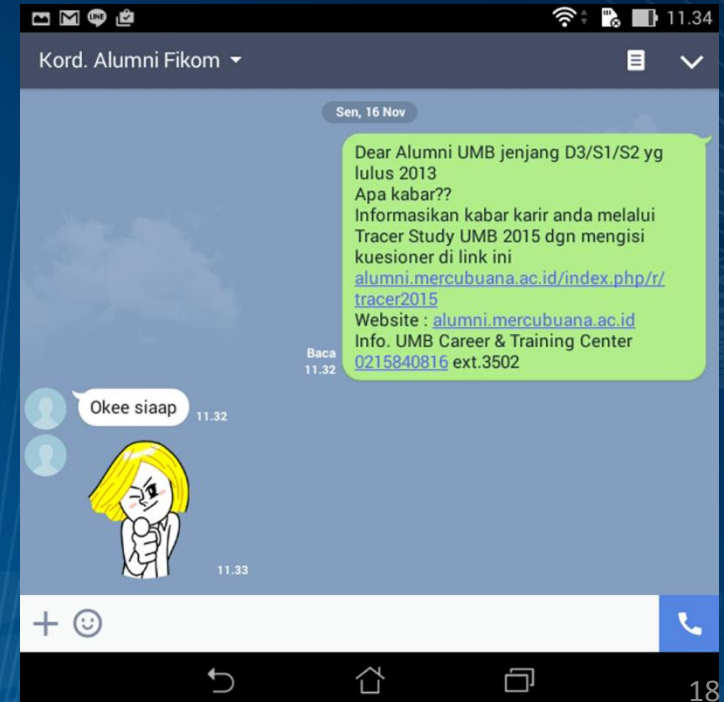 11.34
Kord. Alumni Fikom
Sen, 16 Nov
Dear Alumni UMB jenjang D3/S1/S2 yg
lulus 2013
Apa kabar??
Informasikan kabar karir anda melalui
Tracer Study UMB 2015 dgn mengisi
kuesioner di link ini
alumni.mercubuana.ac.id/index.php/r/
tracer2015
Website : alumni.mercubuana.ac.id
Info. UMB Career & Training Center
0215840816 ext.3502
Baca
11.32
Okee siaap
11.32
11.33
18